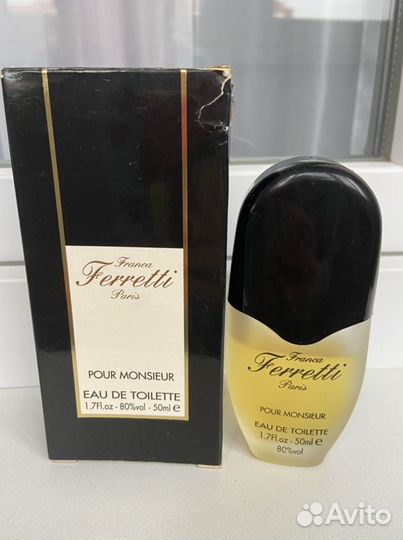 Franca
Ferretti
Paris
POUR MONSIEUR
EAU DE TOILETTE
1.7Fl.oz - 80%vol - 50ml e
Franca
Ferretti
Paris
POUR MONSIEUR
EAU DE TOILETTE
1.7Fl.oz - 50ml e
80%vol
Avito